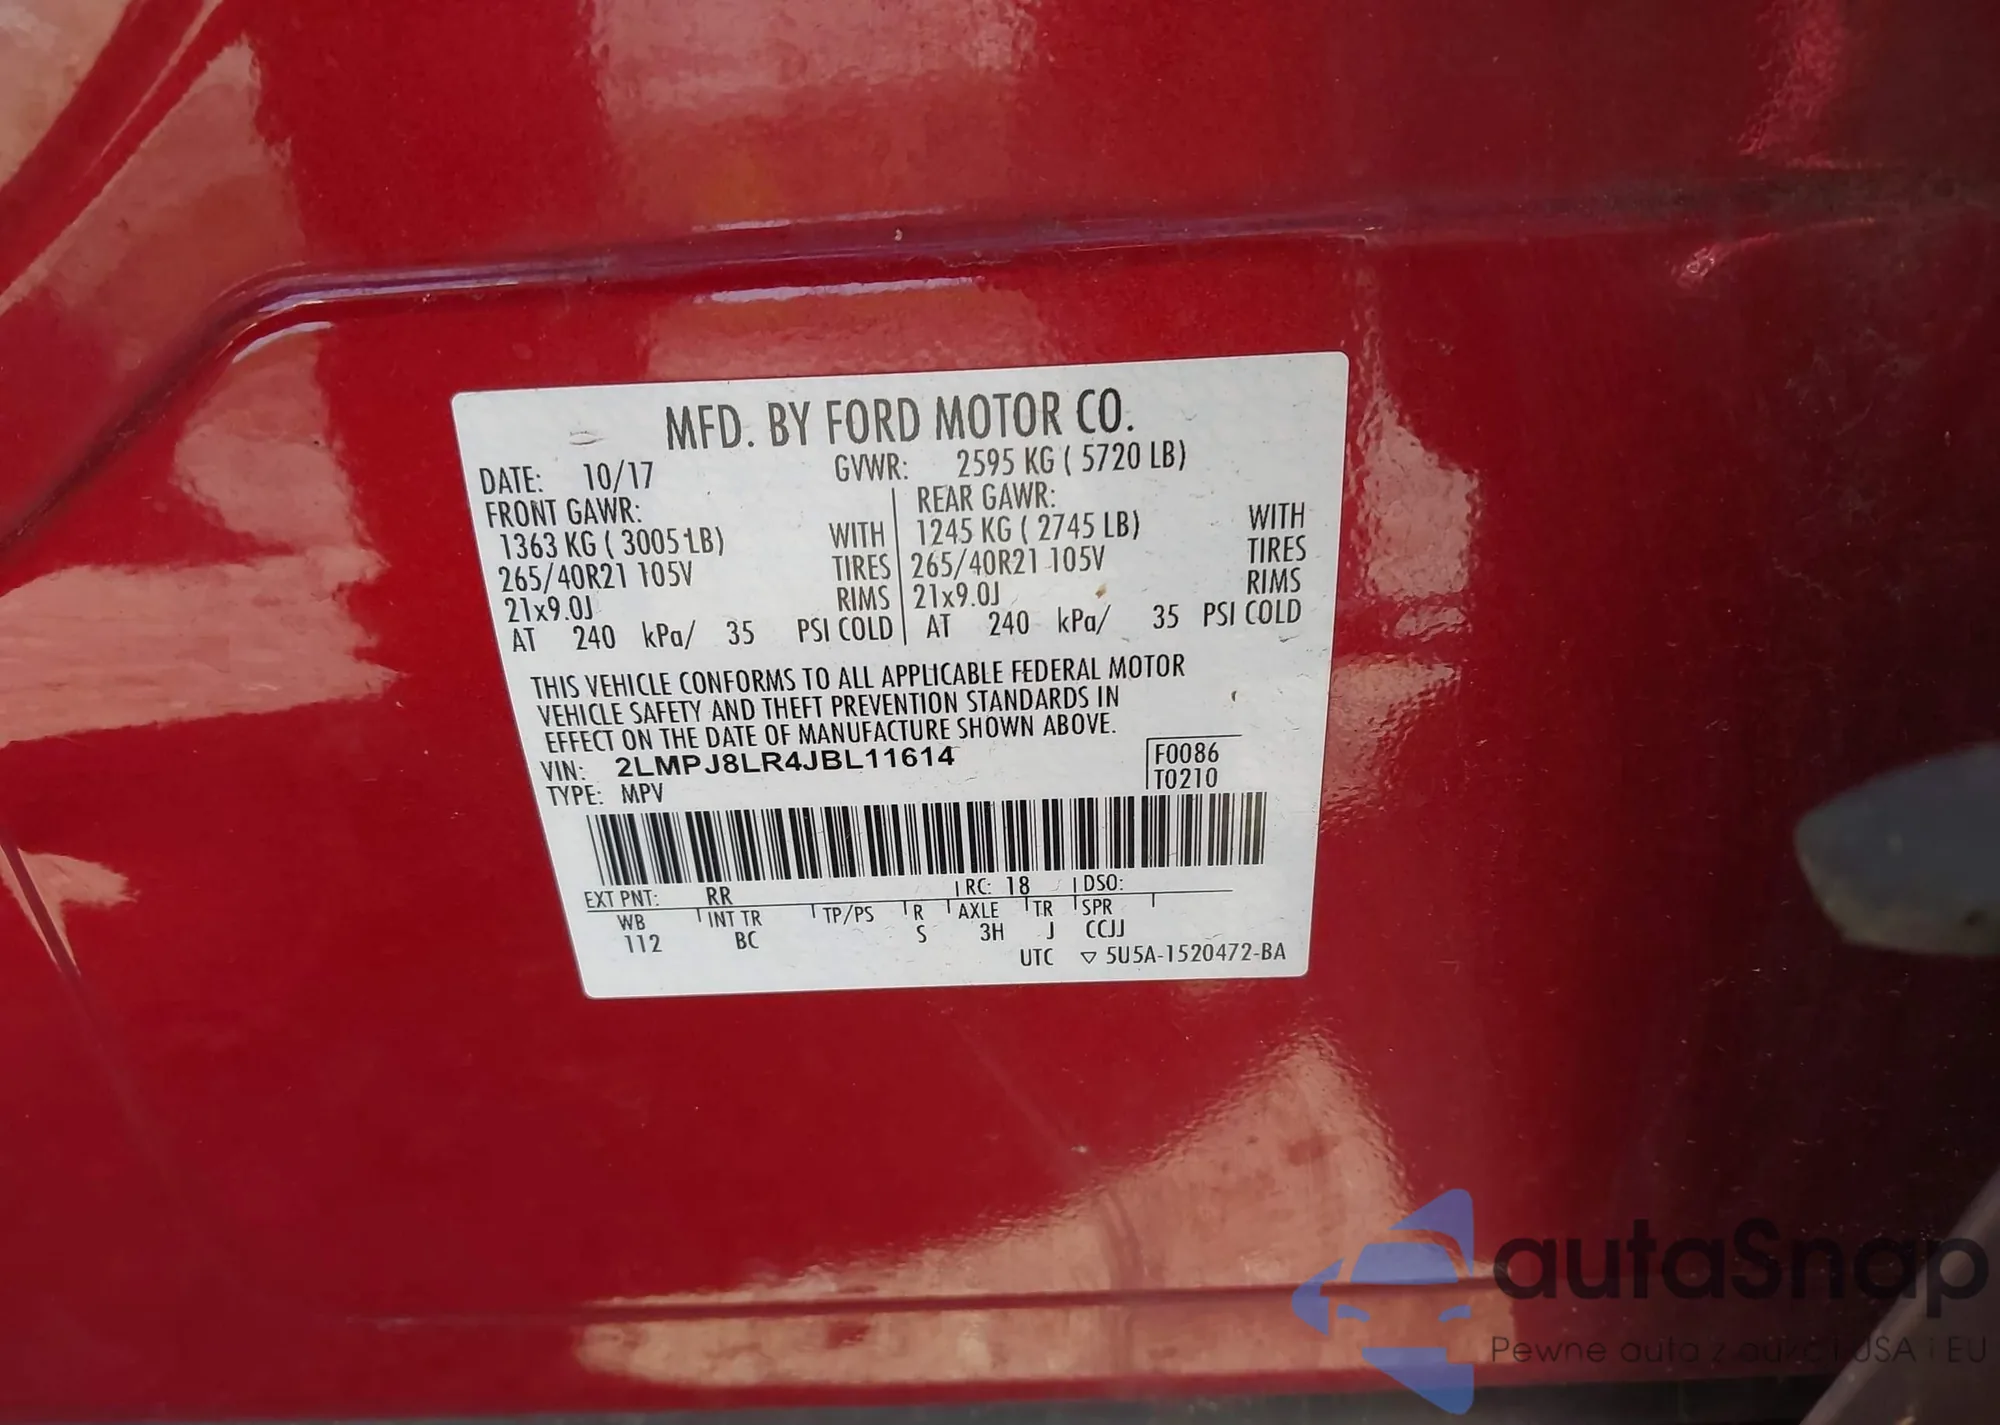 MFD. BY FORD MOTOR CO.
DATE: 10/17 GVWR: 2595 KG ( 5720 LB)
FRONT GAWR: REAR GAWR:
1363 KG ( 3005 LB) WITH 1245 KG ( 2745 LB) WITH
265/40R21 105V TIRES 265/40R21 105V TIRES
21x9.0J RIMS 21x9.0J RIMS
AT 240 kPa/ 35 PSI COLD AT 240 kPa/ 35 PSI COLD
THIS VEHICLE CONFORMS TO ALL APPLICABLE FEDERAL MOTOR
VEHICLE SAFETY AND THEFT PREVENTION STANDARDS IN
EFFECT ON THE DATE OF MANUFACTURE SHOWN ABOVE.
VIN: 2LMPJ8LR4JBL11614 F0086
TYPE: MPV T0210
EXT PNT: RR RC: 18 DSO:
WB INT TR TP/PS R AXLE TR SPR
112 BC S 3H J CCJJ
UTC ▽ 5U5A-1520472-BA
autaSnap
Pewne auta z aukcji USA i EU